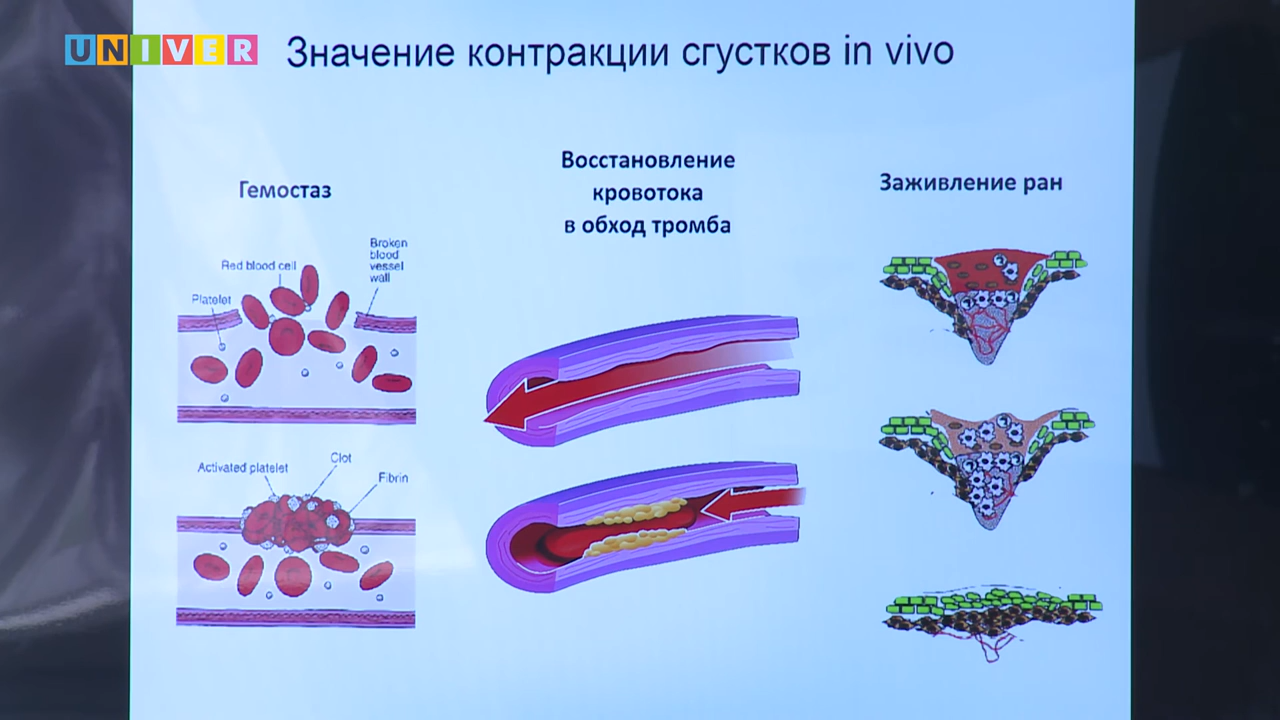 UNIVER
Значение контракции сгустков in vivo
Гемостаз
Восстановление
кровотока
в обход тромба
Заживление ран
Broken
blood
vessel
wall
Red blood cell
Platelet
Activated platelet
Clot
Fibrin